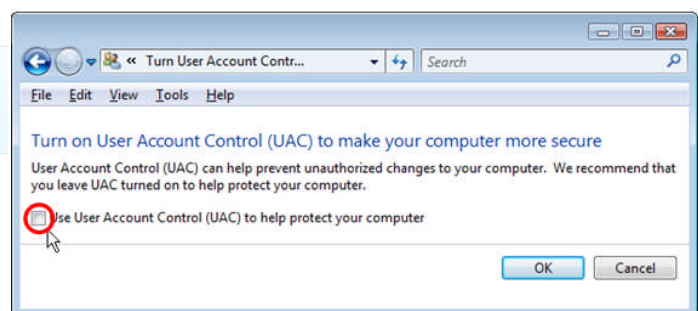 « Turn User Account Contr...
Search
File Edit View Tools Help
Turn on User Account Control (UAC) to make your computer more secure
User Account Control (UAC) can help prevent unauthorized changes to your computer. We recommend that
you leave UAC turned on to help protect your computer.
Use User Account Control (UAC) to help protect your computer
OK Cancel